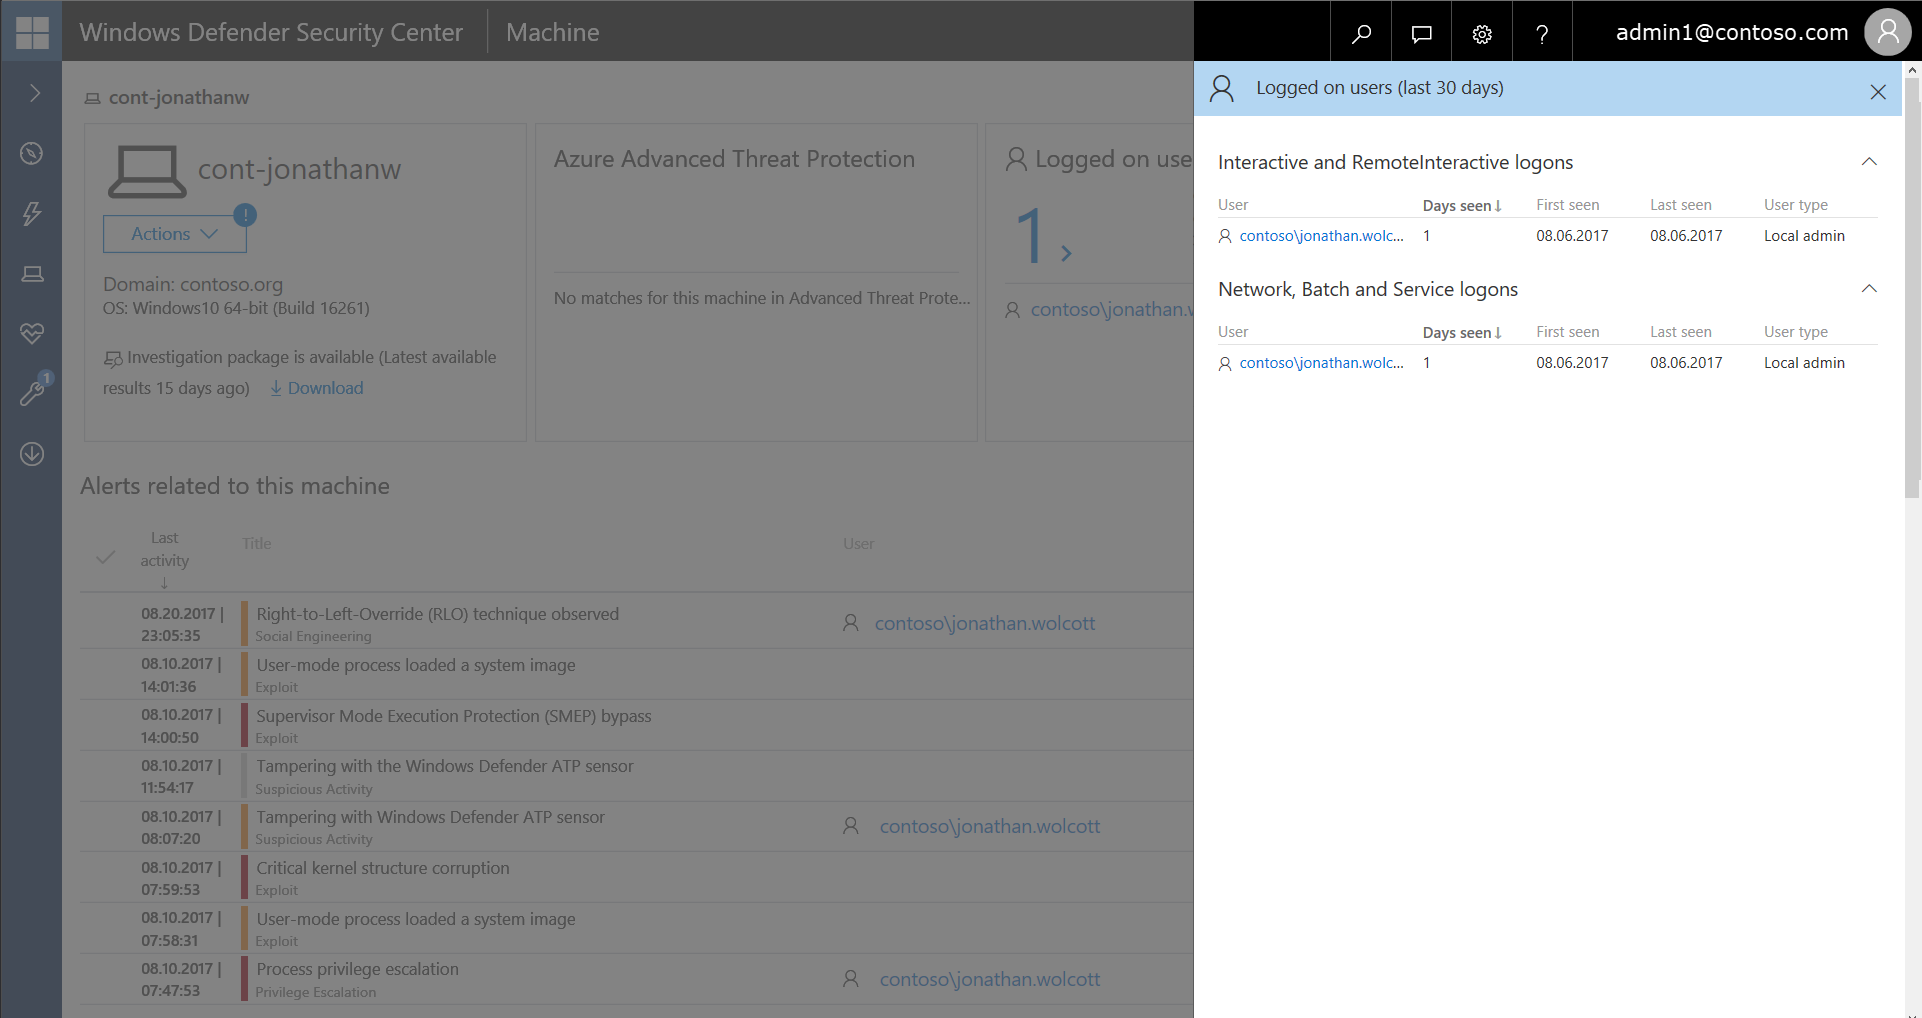 Windows Defender Security Center
Machine
?
admin1@contoso.com
cont-jonathanw
cont-jonathanw
Actions
!
Domain: contoso.org
OS: Windows10 64-bit (Build 16261)
Investigation package is available (Latest available
results 15 days ago) Download
1
Azure Advanced Threat Protection
No matches for this machine in Advanced Threat Prote...
Logged on use
1
contoso\jonathan.w
Alerts related to this machine
Last
activity
↓
Title
User
08.20.2017 |
23:05:35
Right-to-Left-Override (RLO) technique observed
Social Engineering
contoso\jonathan.wolcott
08.10.2017 |
14:01:36
User-mode process loaded a system image
Exploit
08.10.2017 |
14:00:50
Supervisor Mode Execution Protection (SMEP) bypass
Exploit
08.10.2017 |
11:54:17
Tampering with the Windows Defender ATP sensor
Suspicious Activity
08.10.2017 |
08:07:20
Tampering with Windows Defender ATP sensor
Suspicious Activity
contoso\jonathan.wolcott
08.10.2017 |
07:59:53
Critical kernel structure corruption
Exploit
08.10.2017 |
07:58:31
User-mode process loaded a system image
Exploit
08.10.2017 |
07:47:53
Process privilege escalation
Privilege Escalation
contoso\jonathan.wolcott
Logged on users (last 30 days)
Interactive and RemoteInteractive logons
User Days seen↓ First seen Last seen User type
contoso\jonathan.wolc... 1 08.06.2017 08.06.2017 Local admin
Network, Batch and Service logons
User Days seen↓ First seen Last seen User type
contoso\jonathan.wolc... 1 08.06.2017 08.06.2017 Local admin